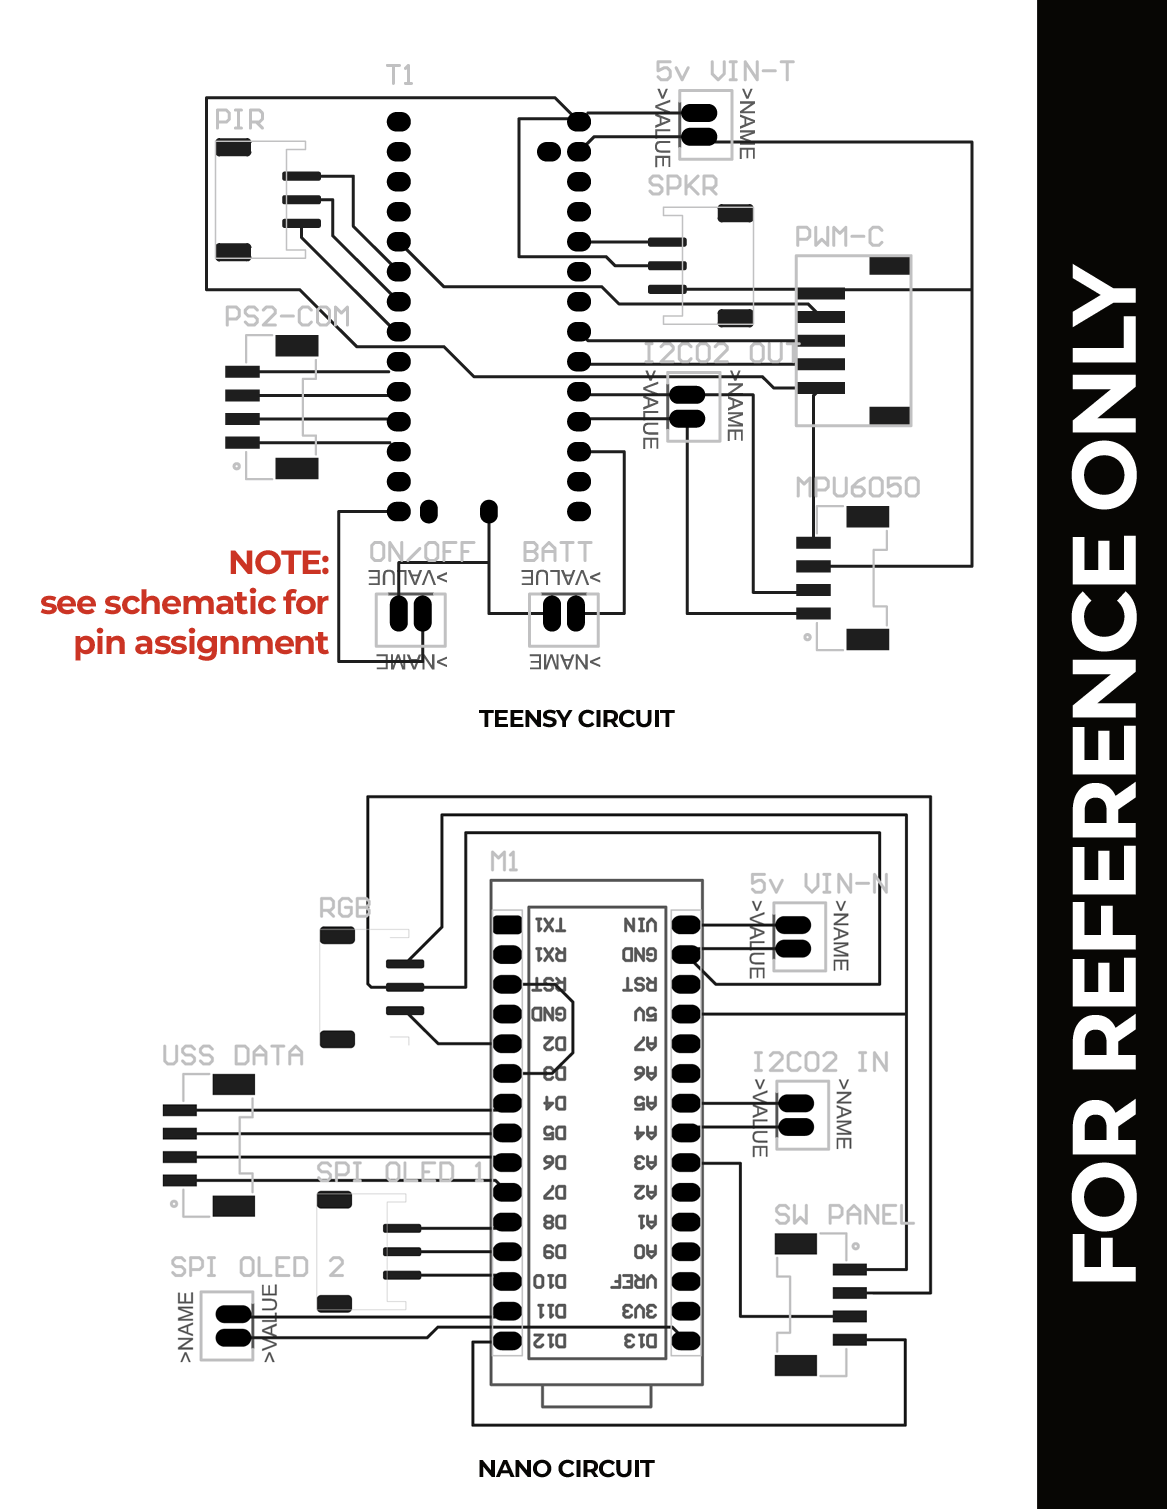 T1
5v VIN-T
>VALUE
>NAME
PIR
SPKR
PWM-C
PS2-COM
I2CO2 OUT
>VALUE
>NAME
MPU6050
ON/OFF
>VALUE
>NAME
BATT
>VALUE
>NAME
NOTE:
see schematic for
pin assignment
TEENSY CIRCUIT
M1
5v VIN-N
>VALUE
>NAME
RGB
TX1 VIN
RX1 GND
RST RST
GND 5V
D2 A7
D3 A6
D4 A5
D5 A4
D6 A3
D7 A2
D8 A1
D9 A0
D10 VREF
D11 3V3
D12 D13
USS DATA
I2CO2 IN
>VALUE
>NAME
SPI OLED 1
SW PANEL
SPI OLED 2
>NAME
>VALUE
NANO CIRCUIT
FOR REFERENCE ONLY